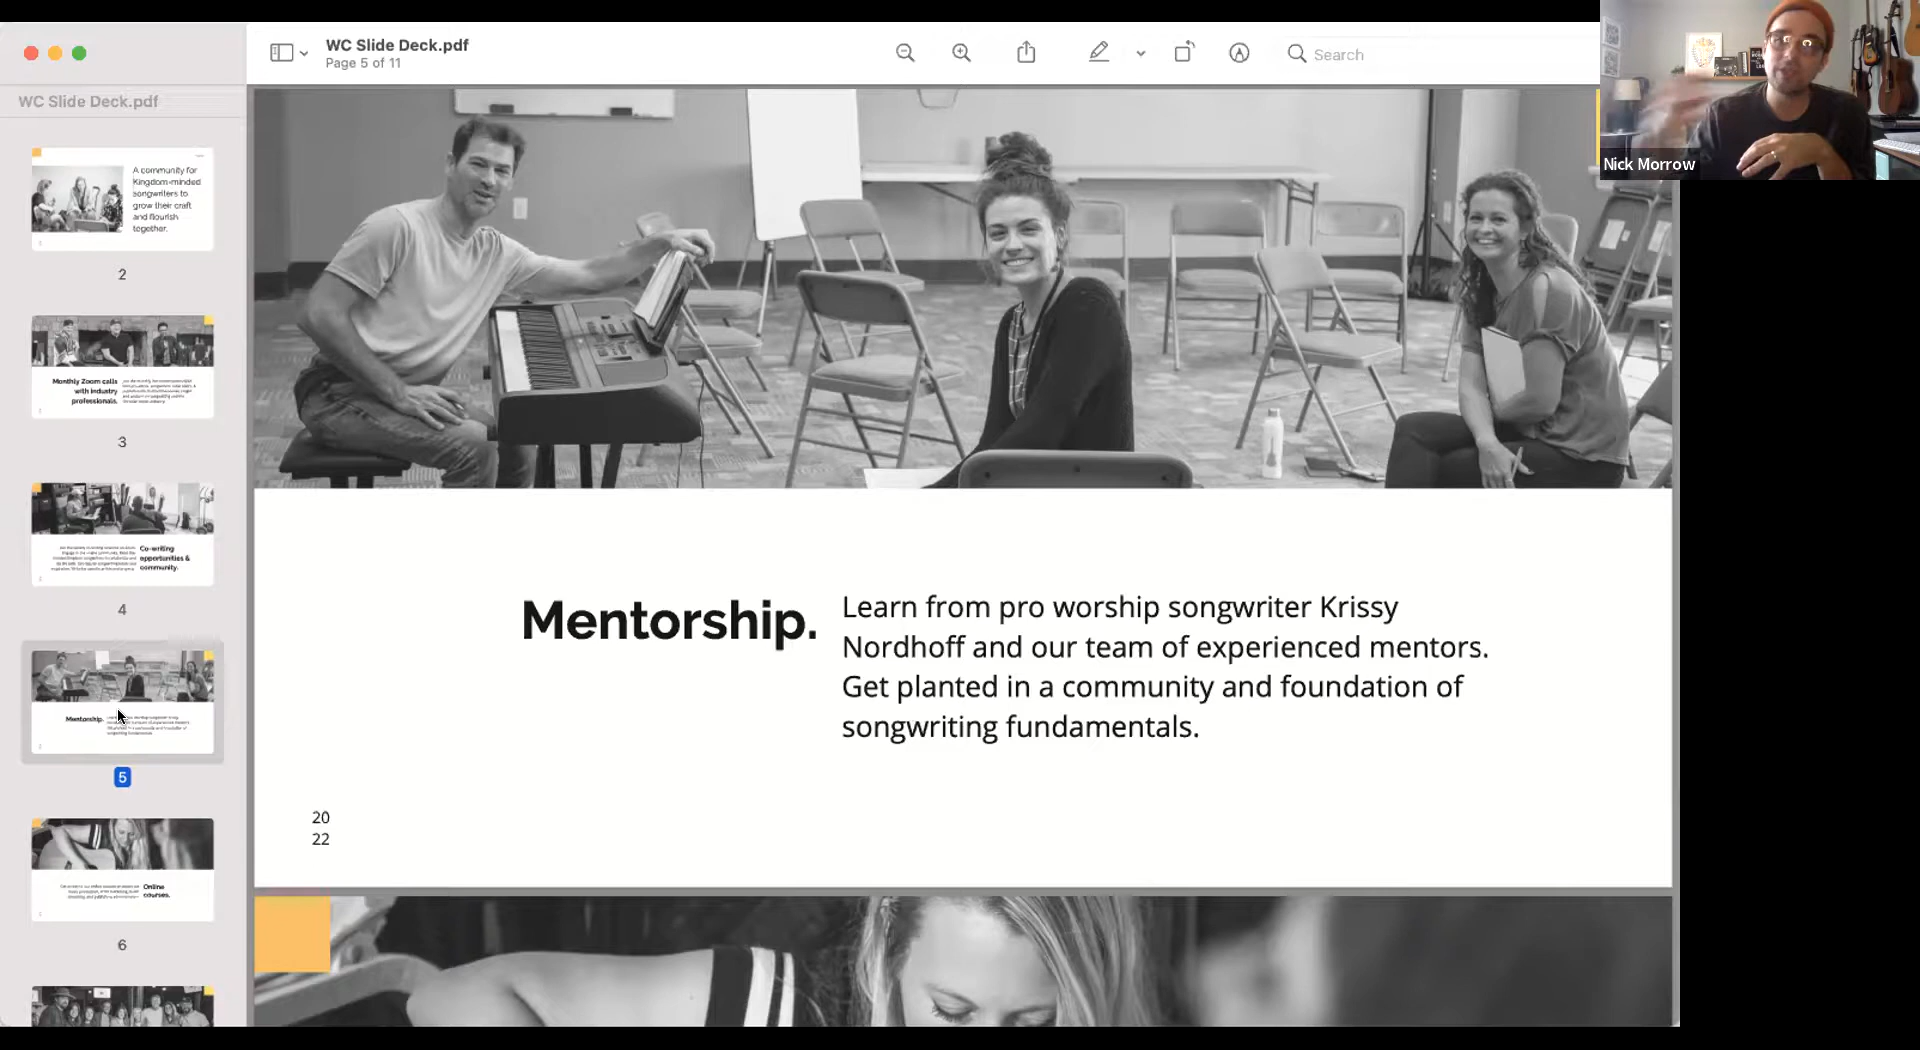 WC Slide Deck.pdf
Page 5 of 11
Search
Nick Morrow
WC Slide Deck.pdf
A community for
Kingdom-minded
songwriters to
grow their craft
and flourish
together.
2
Monthly Zoom calls
with industry
professionals.
3
Co-writing
opportunities &
community.
4
Mentorship.
5
Online
courses.
6
Mentorship.
Learn from pro worship songwriter Krissy
Nordhoff and our team of experienced mentors.
Get planted in a community and foundation of
songwriting fundamentals.
20
22